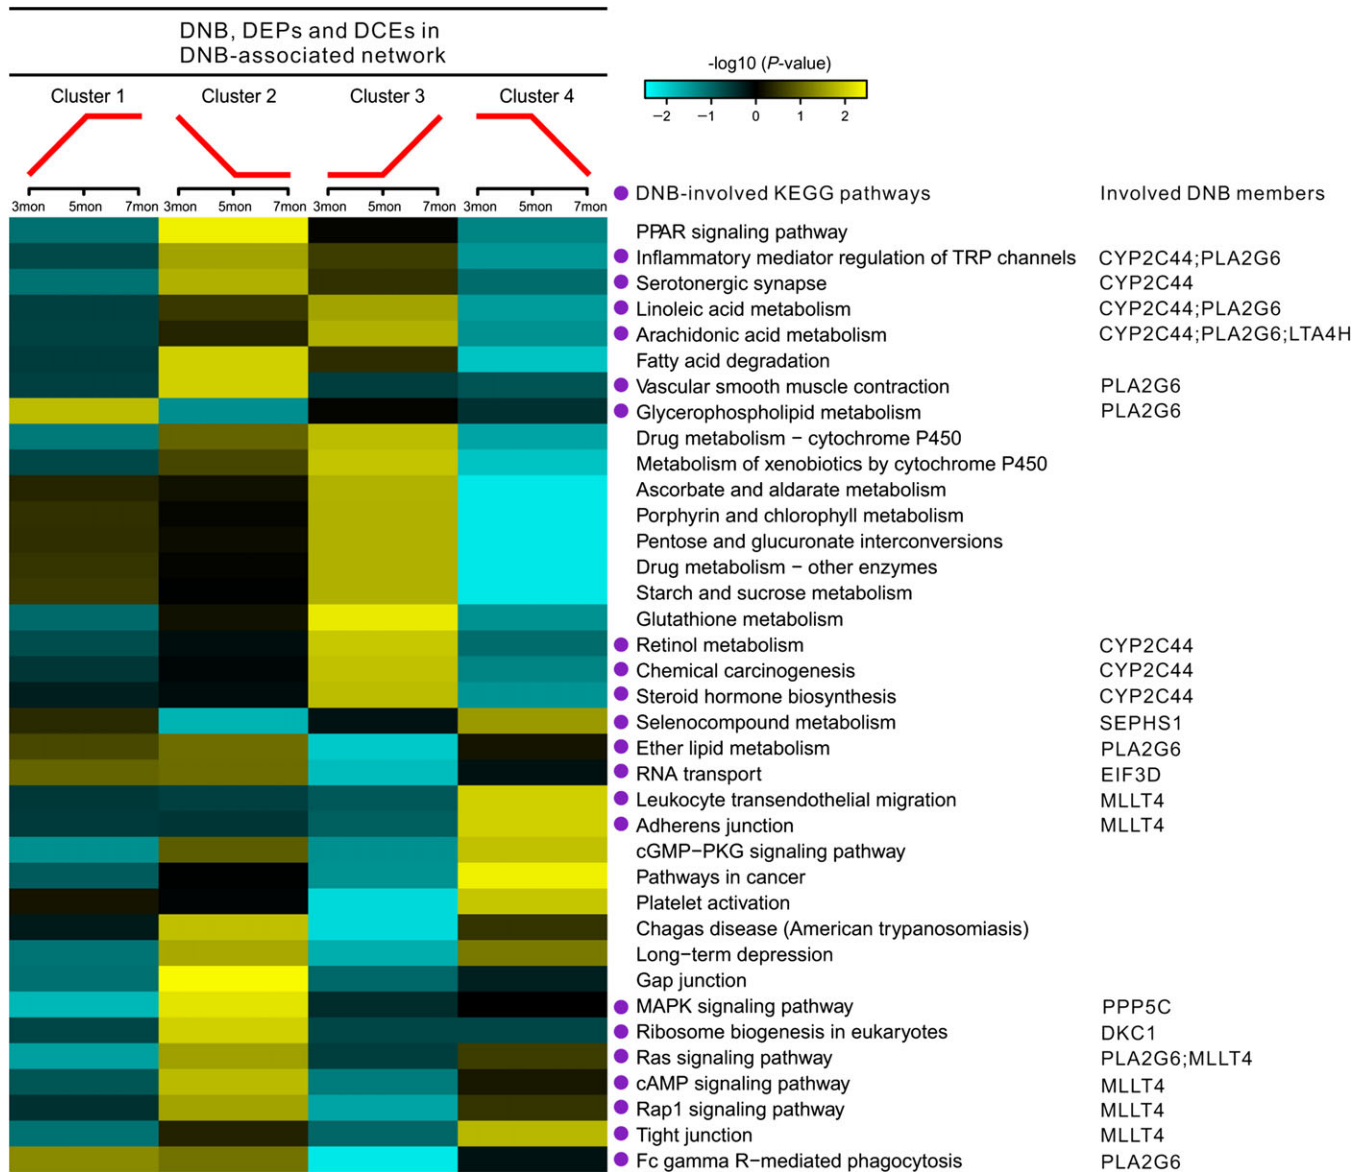 DNB, DEPs and DCEs in
DNB-associated network
-log10 (P-value)
−2 −1 0 1 2
Cluster 1 Cluster 2 Cluster 3 Cluster 4
3mon 5mon 7mon 3mon 5mon 7mon 3mon 5mon 7mon 3mon 5mon 7mon
DNB-involved KEGG pathways Involved DNB members
PPAR signaling pathway
Inflammatory mediator regulation of TRP channels CYP2C44;PLA2G6
Serotonergic synapse CYP2C44
Linoleic acid metabolism CYP2C44;PLA2G6
Arachidonic acid metabolism CYP2C44;PLA2G6;LTA4H
Fatty acid degradation
Vascular smooth muscle contraction PLA2G6
Glycerophospholipid metabolism PLA2G6
Drug metabolism − cytochrome P450
Metabolism of xenobiotics by cytochrome P450
Ascorbate and aldarate metabolism
Porphyrin and chlorophyll metabolism
Pentose and glucuronate interconversions
Drug metabolism − other enzymes
Starch and sucrose metabolism
Glutathione metabolism
Retinol metabolism CYP2C44
Chemical carcinogenesis CYP2C44
Steroid hormone biosynthesis CYP2C44
Selenocompound metabolism SEPHS1
Ether lipid metabolism PLA2G6
RNA transport EIF3D
Leukocyte transendothelial migration MLLT4
Adherens junction MLLT4
cGMP−PKG signaling pathway
Pathways in cancer
Platelet activation
Chagas disease (American trypanosomiasis)
Long−term depression
Gap junction
MAPK signaling pathway PPP5C
Ribosome biogenesis in eukaryotes DKC1
Ras signaling pathway PLA2G6;MLLT4
cAMP signaling pathway MLLT4
Rap1 signaling pathway MLLT4
Tight junction MLLT4
Fc gamma R−mediated phagocytosis PLA2G6